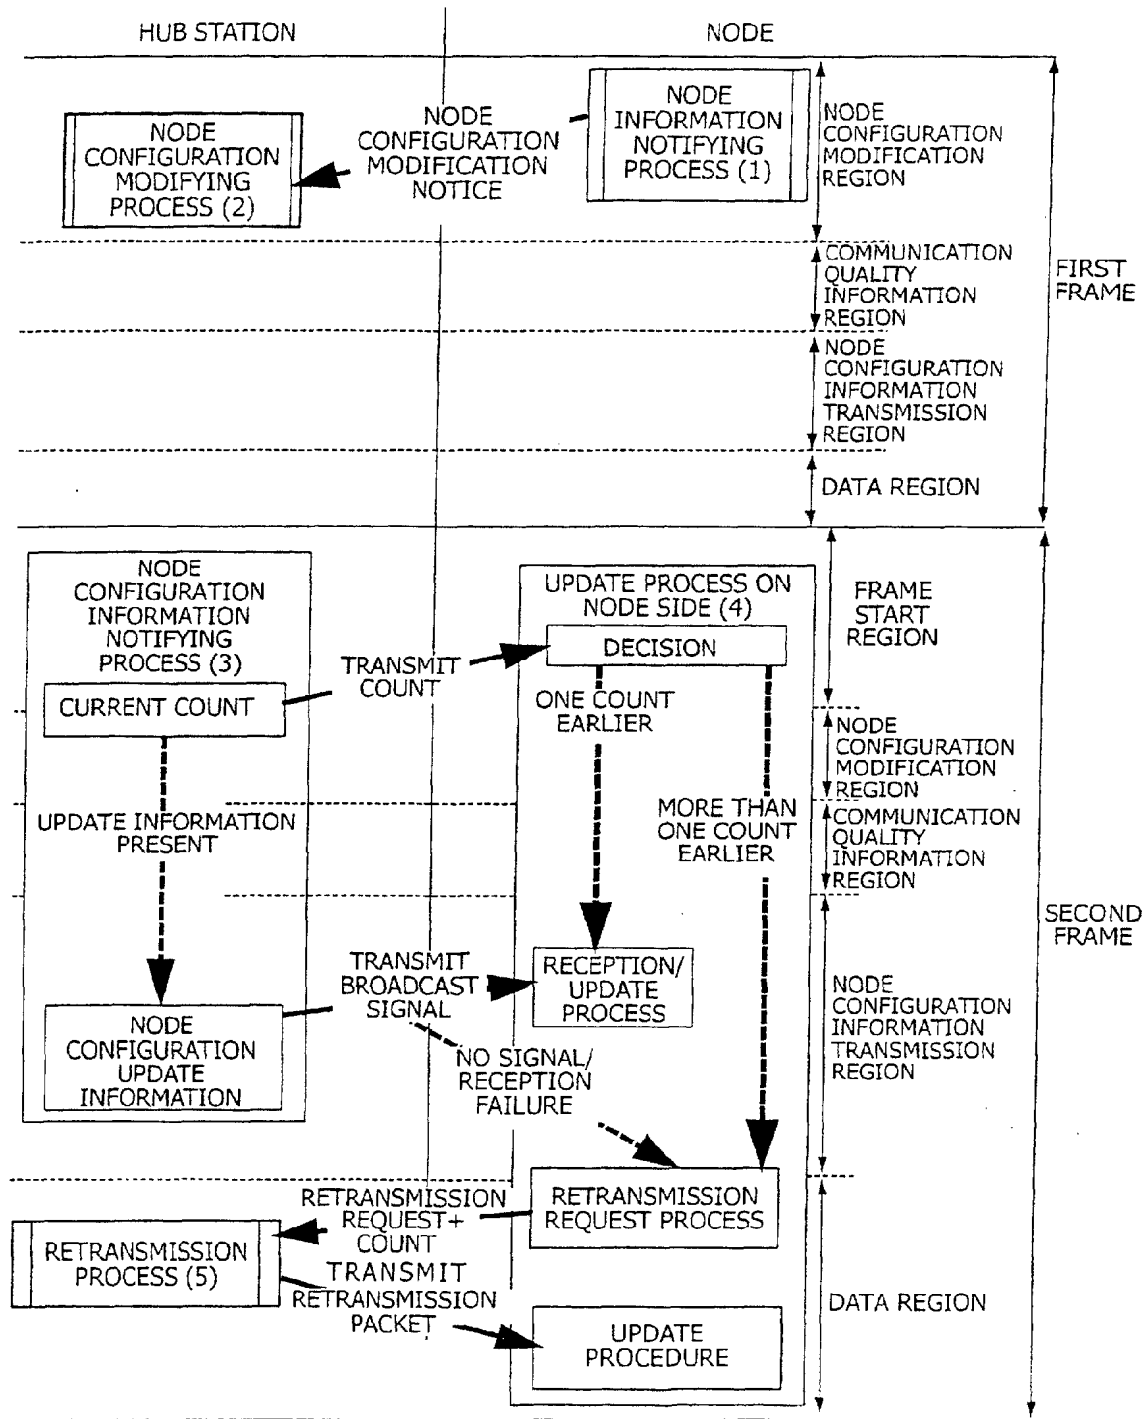 HUB STATION
NODE
NODE
INFORMATION
NOTIFYING
PROCESS (1)
NODE
CONFIGURATION
MODIFICATION
NOTICE
NODE
CONFIGURATION
MODIFYING
PROCESS (2)
NODE
CONFIGURATION
MODIFICATION
REGION
COMMUNICATION
QUALITY
INFORMATION
REGION
NODE
CONFIGURATION
INFORMATION
TRANSMISSION
REGION
DATA REGION
FIRST
FRAME
NODE
CONFIGURATION
INFORMATION
NOTIFYING
PROCESS (3)
CURRENT COUNT
TRANSMIT
COUNT
UPDATE PROCESS ON
NODE SIDE (4)
DECISION
ONE COUNT
EARLIER
MORE THAN
ONE COUNT
EARLIER
FRAME
START
REGION
NODE
CONFIGURATION
MODIFICATION
REGION
COMMUNICATION
QUALITY
INFORMATION
REGION
UPDATE INFORMATION
PRESENT
NODE
CONFIGURATION
UPDATE
INFORMATION
TRANSMIT
BROADCAST
SIGNAL
RECEPTION/
UPDATE
PROCESS
NO SIGNAL/
RECEPTION
FAILURE
NODE
CONFIGURATION
INFORMATION
TRANSMISSION
REGION
SECOND
FRAME
RETRANSMISSION
REQUEST PROCESS
RETRANSMISSION
REQUEST+
COUNT
RETRANSMISSION
PROCESS (5)
TRANSMIT
RETRANSMISSION
PACKET
UPDATE
PROCEDURE
DATA REGION